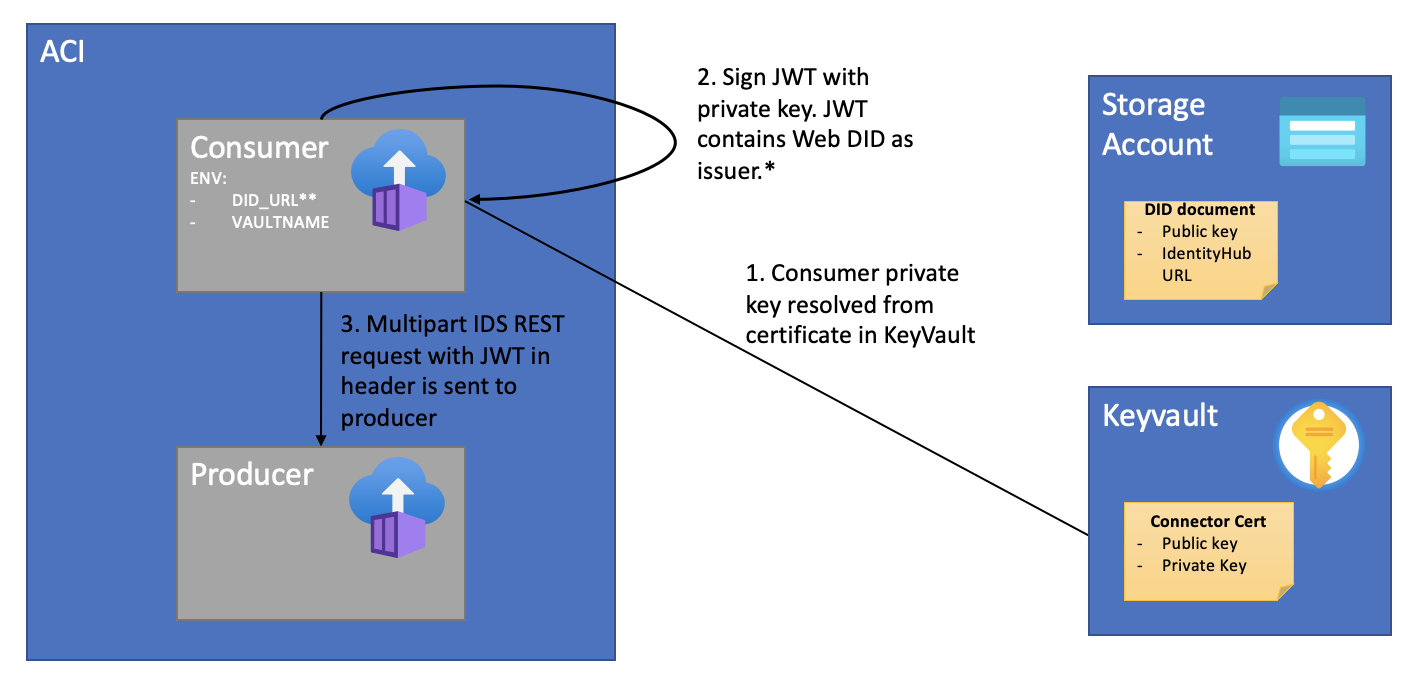 ACI
Consumer
ENV:
- DID_URL**
- VAULTNAME
2. Sign JWT with
private key. JWT
contains Web DID as
issuer.*
1. Consumer private
key resolved from
certificate in KeyVault
3. Multipart IDS REST
request with JWT in
header is sent to
producer
Producer
Storage
Account
DID document
- Public key
- IdentityHub
URL
Keyvault
Connector Cert
- Public key
- Private Key